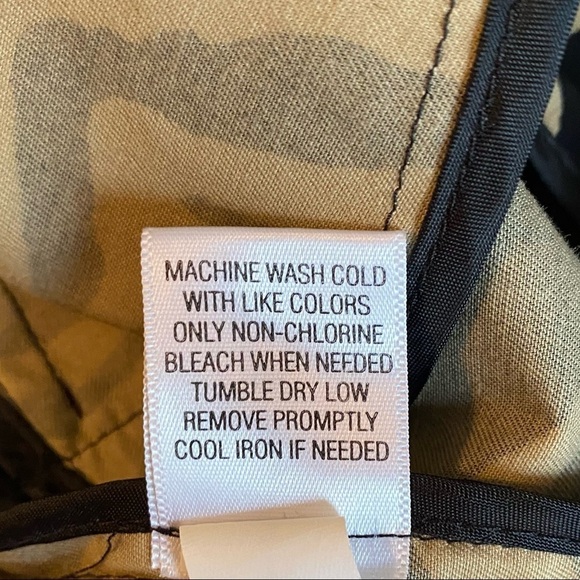 MACHINE WASH COLD
WITH LIKE COLORS
ONLY NON-CHLORINE
BLEACH WHEN NEEDED
TUMBLE DRY LOW
REMOVE PROMPTLY
COOL IRON IF NEEDED